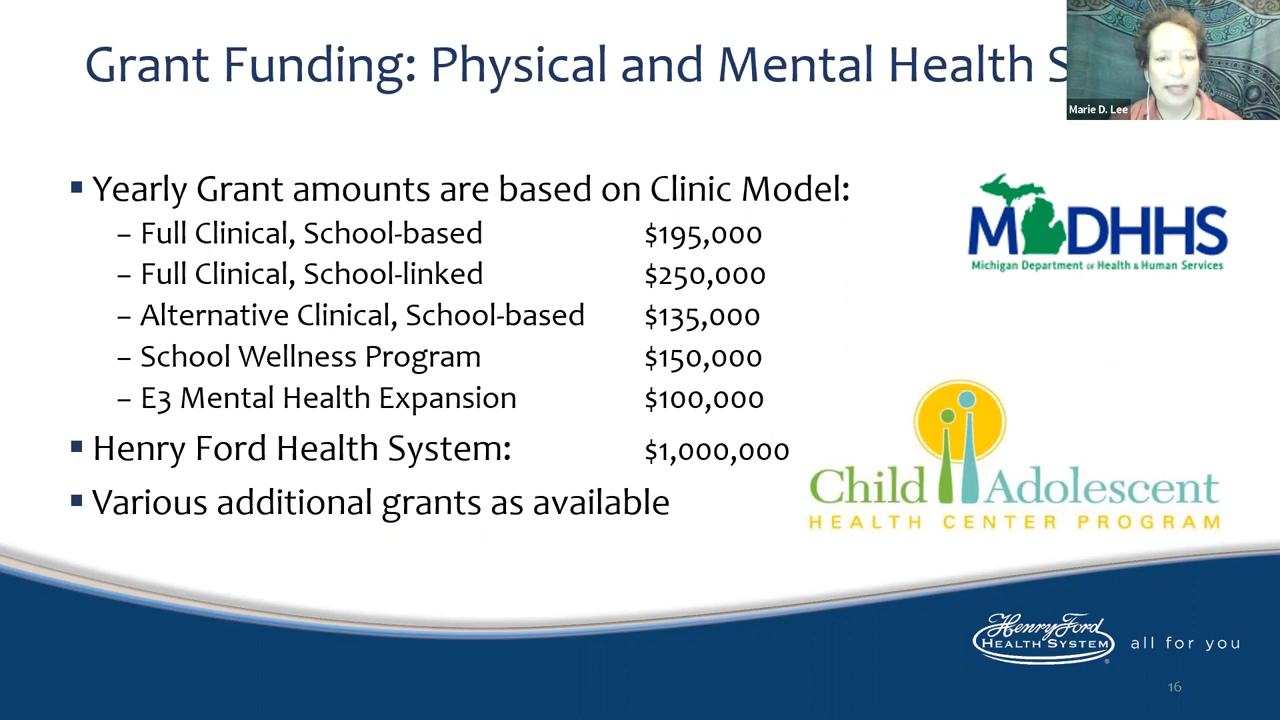 Grant Funding: Physical and Mental Health S
Marie D. Lee
▪ Yearly Grant amounts are based on Clinic Model:
– Full Clinical, School-based $195,000
– Full Clinical, School-linked $250,000
– Alternative Clinical, School-based $135,000
– School Wellness Program $150,000
– E3 Mental Health Expansion $100,000
▪ Henry Ford Health System: $1,000,000
▪ Various additional grants as available
MDHHS
Michigan Department of Health & Human Services
Child Adolescent
HEALTH CENTER PROGRAM
Henry Ford
HEALTH SYSTEM®
all for you
16